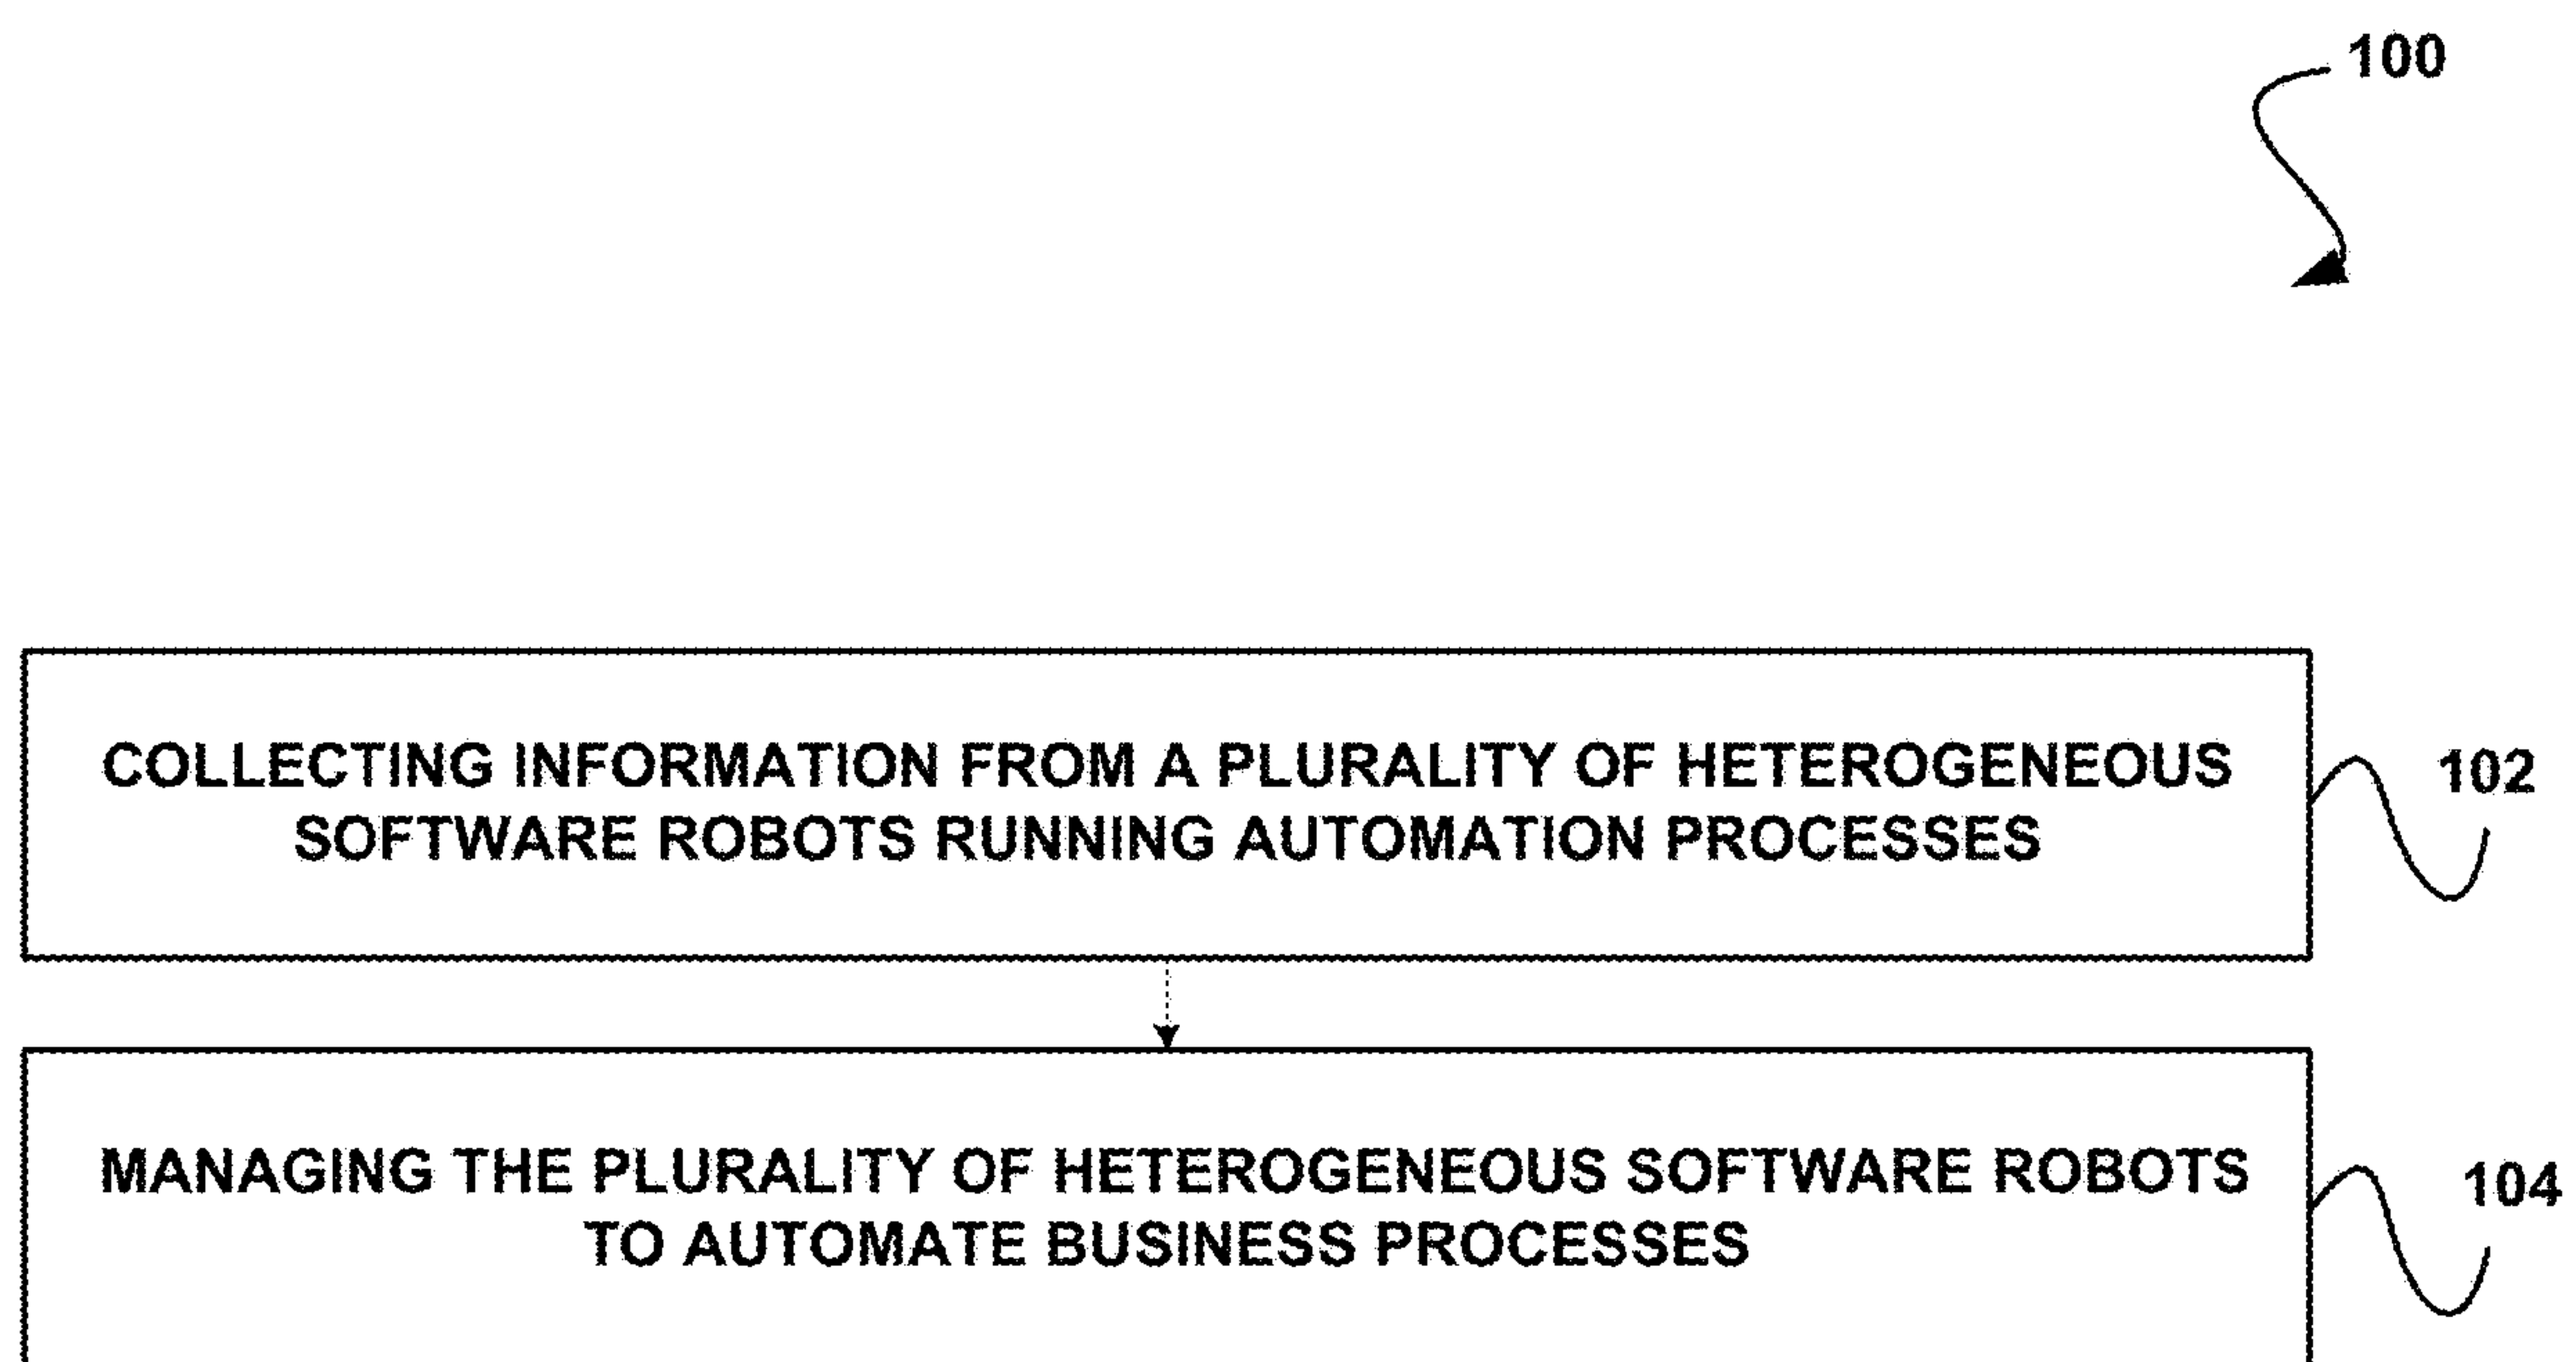 100
COLLECTING INFORMATION FROM A PLURALITY OF HETEROGENEOUS
SOFTWARE ROBOTS RUNNING AUTOMATION PROCESSES
102
MANAGING THE PLURALITY OF HETEROGENEOUS SOFTWARE ROBOTS
TO AUTOMATE BUSINESS PROCESSES
104